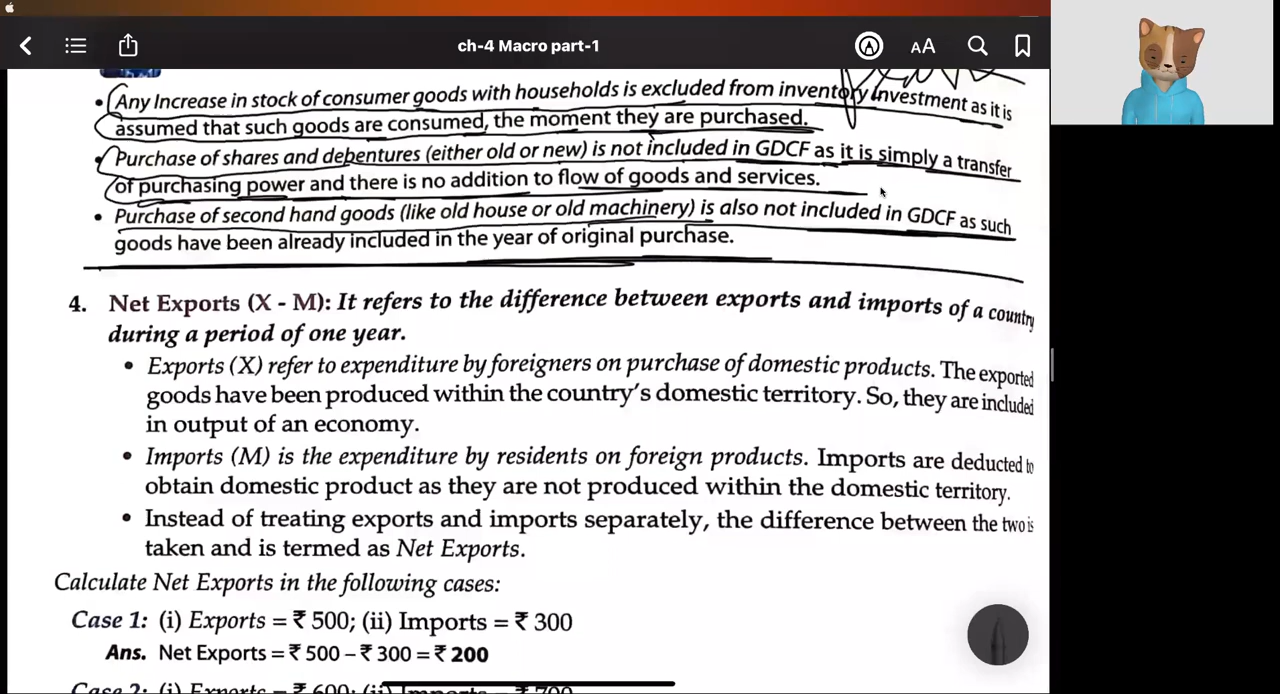 ch-4 Macro part-1
AA
• Any Increase in stock of consumer goods with households is excluded from inventory investment as it is
assumed that such goods are consumed, the moment they are purchased.
• Purchase of shares and debentures (either old or new) is not included in GDCF as it is simply a transfer
of purchasing power and there is no addition to flow of goods and services.
• Purchase of second hand goods (like old house or old machinery) is also not included in GDCF as such
goods have been already included in the year of original purchase.
4. Net Exports (X - M): It refers to the difference between exports and imports of a country
during a period of one year.
• Exports (X) refer to expenditure by foreigners on purchase of domestic products. The exported
goods have been produced within the country's domestic territory. So, they are included
in output of an economy.
• Imports (M) is the expenditure by residents on foreign products. Imports are deducted to
obtain domestic product as they are not produced within the domestic territory.
• Instead of treating exports and imports separately, the difference between the two is
taken and is termed as Net Exports.
Calculate Net Exports in the following cases:
Case 1: (i) Exports = ₹ 500; (ii) Imports = ₹ 300
Ans. Net Exports = ₹ 500 – ₹ 300 = ₹ 200
Case 2: (i) Exports = ₹ 600; (ii) Imports = ₹ 700